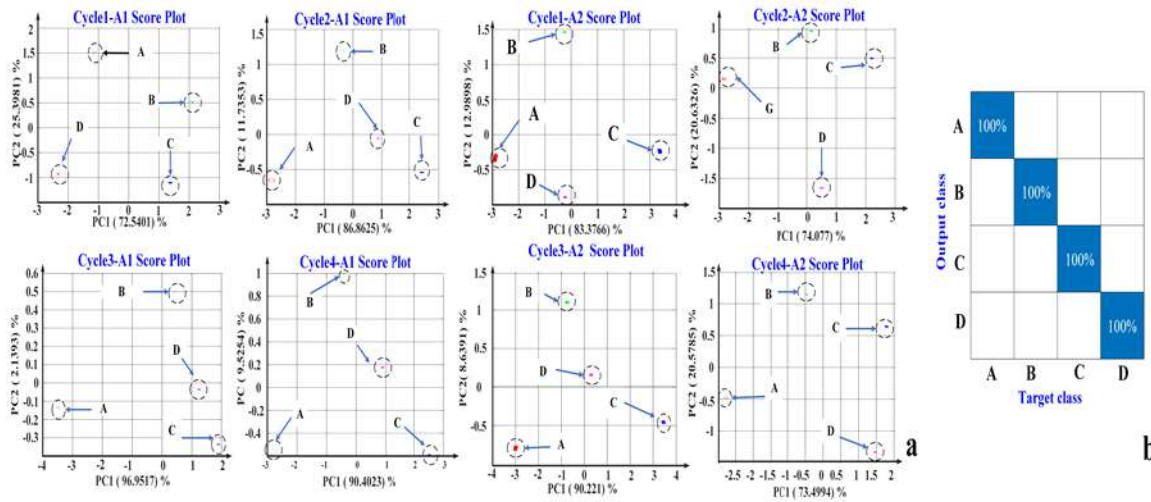 Cycle1-A1 Score Plot
PC2 ( 25.3981) %
2
1.5
1
0.5
0
-0.5
-1
A
B
D
C
-3
-2
-1
0
1
2
3
PC1 ( 72.5401) %
Cycle2-A1 Score Plot
PC2 ( 11.7353) %
1.5
1
0.5
0
-0.5
B
D
C
A
-3
-2
-1
0
1
2
3
PC1 ( 86.8625) %
Cycle1-A2 Score Plot
PC2 ( 12.9898) %
1.5
1
0.5
0
-0.5
B
A
C
D
-3
-2
-1
0
1
2
3
4
PC1 ( 83.3766) %
Cycle2-A2 Score Plot
PC2 (20.6326) %
1
0.5
0
-0.5
-1
-1.5
B
C
G
D
-3
-2
-1
0
1
2
3
PC1 ( 74.077) %
Cycle3-A1 Score Plot
PC2 ( 2.1393) %
0.6
0.5
0.4
0.3
0.2
0.1
0
-0.1
-0.2
-0.3
B
D
A
C
-4
-3
-2
-1
0
1
2
PC1 ( 96.9517) %
Cycle4-A1 Score Plot
PC ( 9.5254) %
1
0.8
0.6
0.4
0.2
0
-0.2
-0.4
B
D
A
C
-3
-2
-1
0
1
2
3
PC1 ( 90.4023) %
Cycle3-A2 Score Plot
PC2( 8.6391) %
1.5
1
0.5
0
-0.5
B
D
C
A
-3
-2
-1
0
1
2
3
4
PC1 ( 90.221) %
Cycle4-A2 Score Plot
PC2 ( 20.5785) %
1.5
1
0.5
0
-0.5
-1
B
C
A
D
-2.5
-1.5
-0.5
0.5
1.5
2
PC1 ( 73.4994) %
a
Output class
A
B
C
D
100%
100%
100%
100%
A
B
C
D
Target class
b